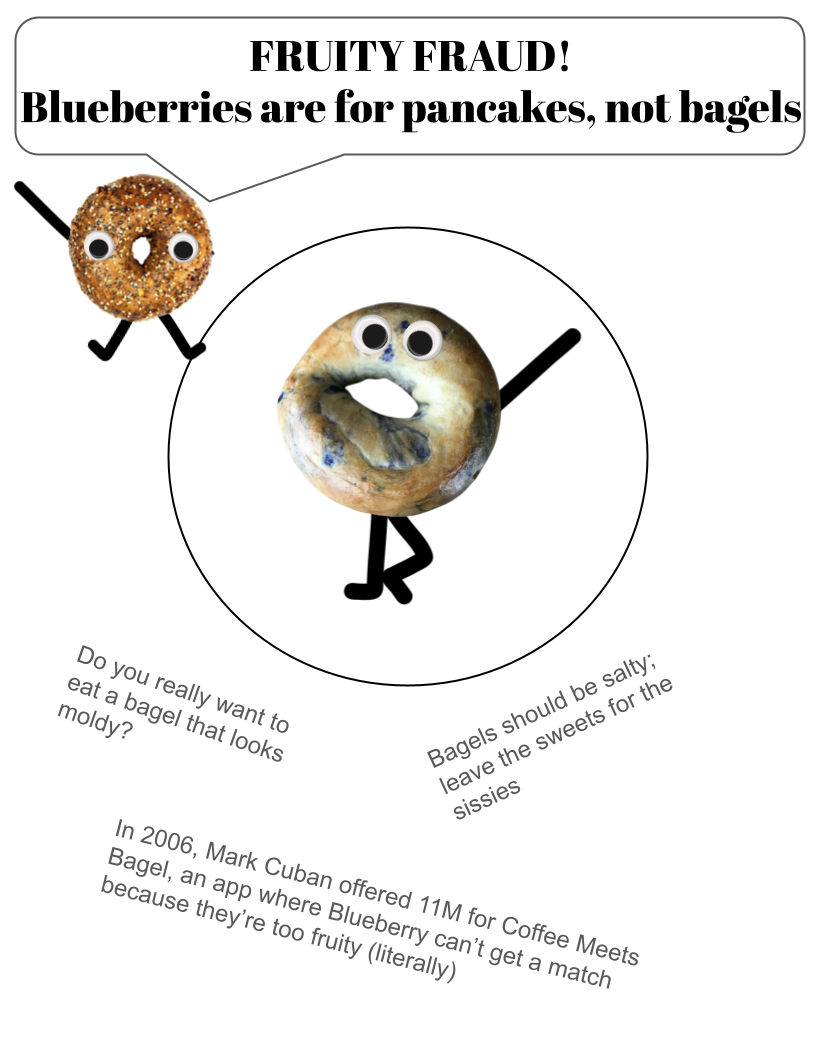 FRUITY FRAUD!
Blueberries are for pancakes, not bagels
Do you really want to
eat a bagel that looks
moldy?
Bagels should be salty;
leave the sweets for the
sissies
In 2006, Mark Cuban offered 11M for Coffee Meets
Bagel, an app where Blueberry can't get a match
because they're too fruity (literally)